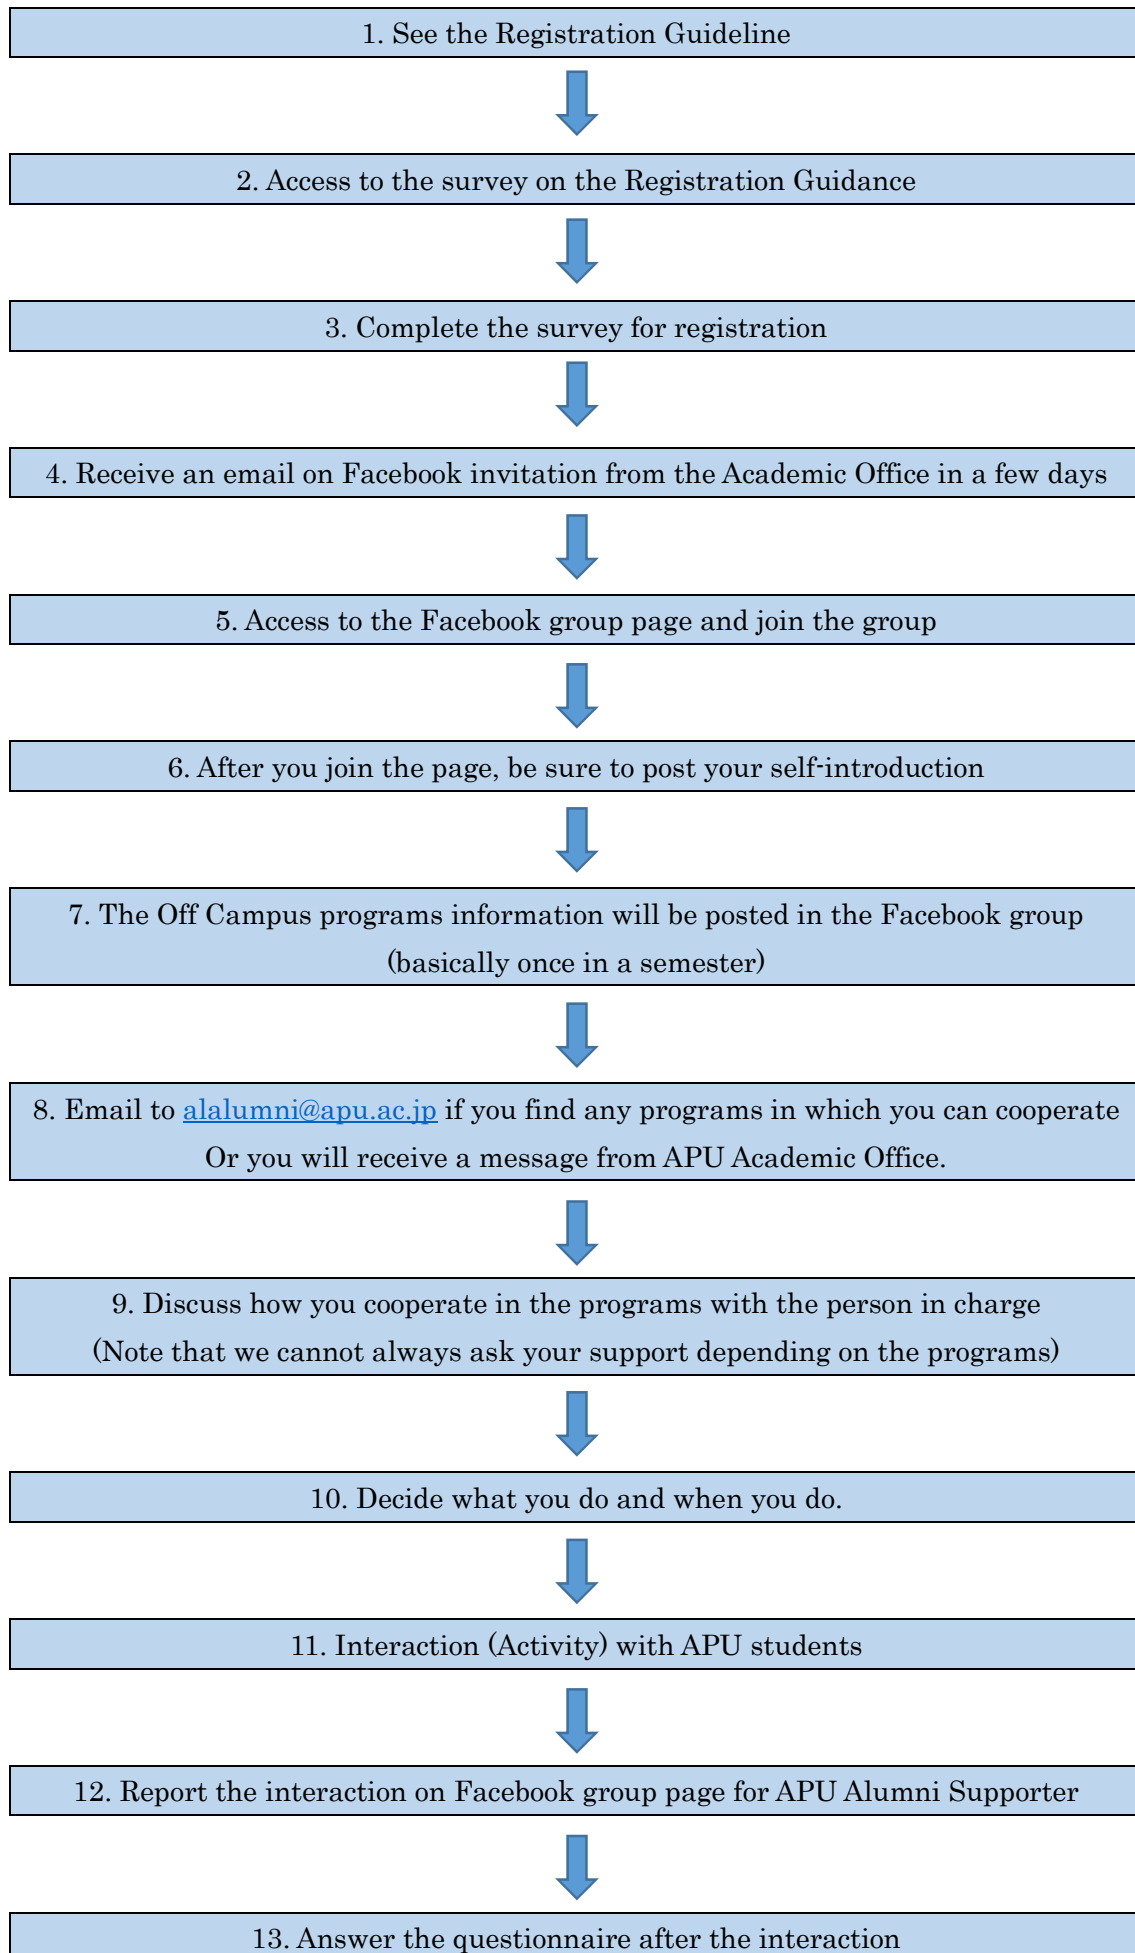 1. See the Registration Guideline
2. Access to the survey on the Registration Guidance
3. Complete the survey for registration
4. Receive an email on Facebook invitation from the Academic Office in a few days
5. Access to the Facebook group page and join the group
6. After you join the page, be sure to post your self-introduction
7. The Off Campus programs information will be posted in the Facebook group
(basically once in a semester)
8. Email to alalumni@apu.ac.jp if you find any programs in which you can cooperate
Or you will receive a message from APU Academic Office.
9. Discuss how you cooperate in the programs with the person in charge
(Note that we cannot always ask your support depending on the programs)
10. Decide what you do and when you do.
11. Interaction (Activity) with APU students
12. Report the interaction on Facebook group page for APU Alumni Supporter
13. Answer the questionnaire after the interaction